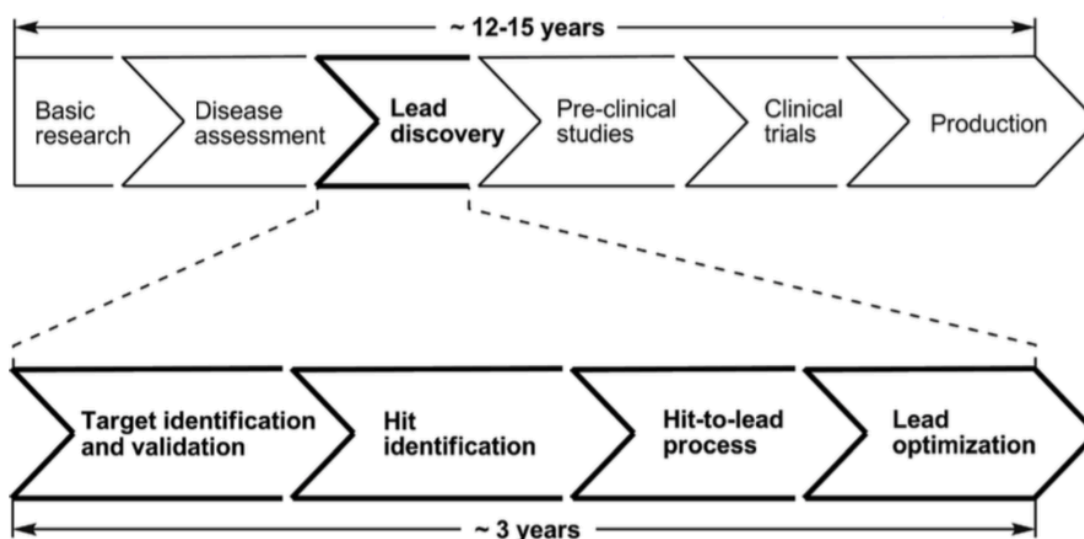 ~ 12-15 years
Basic
research
Disease
assessment
Lead
discovery
Pre-clinical
studies
Clinical
trials
Production
Target identification
and validation
Hit
identification
Hit-to-lead
process
Lead
optimization
~ 3 years